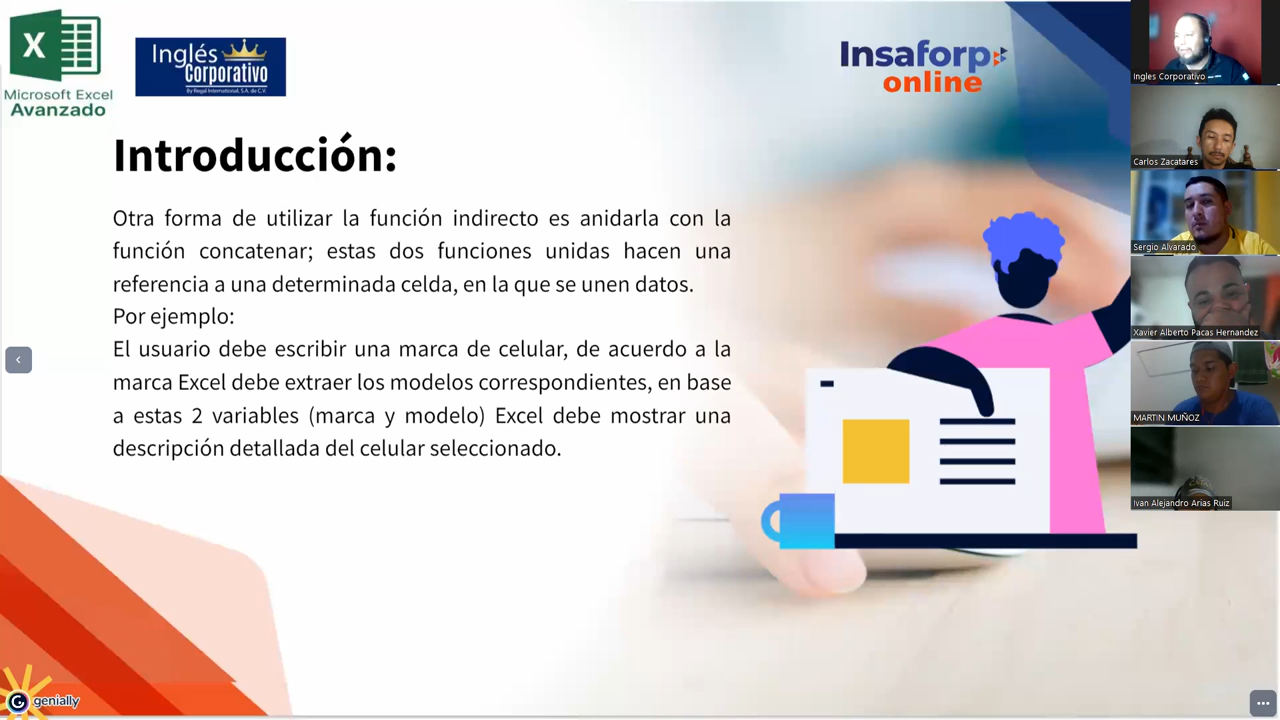 Microsoft Excel
Avanzado
Inglés
Corporativo
By Regal International, S.A. de C.V.
Insaforp
online
Introducción:
Otra forma de utilizar la función indirecto es anidarla con la
función concatenar; estas dos funciones unidas hacen una
referencia a una determinada celda, en la que se unen datos.
Por ejemplo:
El usuario debe escribir una marca de celular, de acuerdo a la
marca Excel debe extraer los modelos correspondientes, en base
a estas 2 variables (marca y modelo) Excel debe mostrar una
descripción detallada del celular seleccionado.
genially
Ingles Corporativo
Carlos Zacatares
Sergio Alvarado
Xavier Alberto Pacas Hernandez
MARTIN MUÑOZ
Ivan Alejandro Arias Ruiz